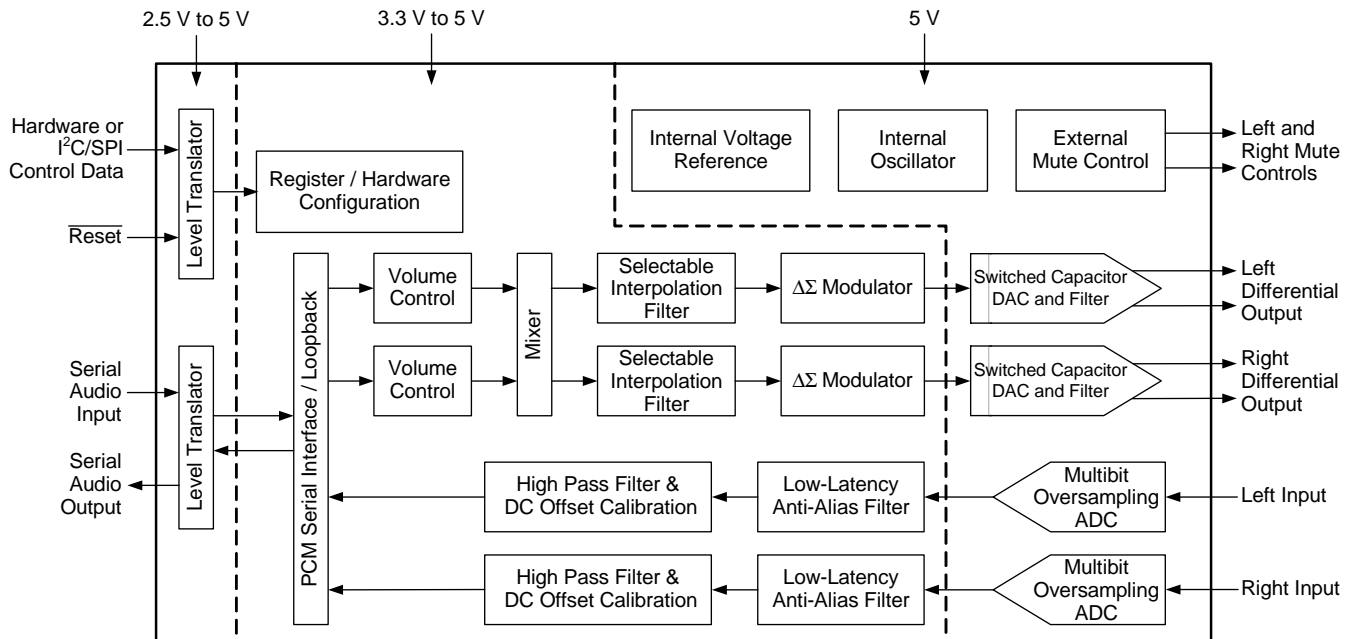 2.5 V to 5 V
3.3 V to 5 V
5 V
Hardware or
I²C/SPI
Control Data
Reset
Level Translator
Register / Hardware
Configuration
Internal Voltage
Reference
Internal
Oscillator
External
Mute Control
Left and
Right Mute
Controls
Serial
Audio
Input
Serial
Audio
Output
Level Translator
PCM Serial Interface / Loopback
Volume
Control
Volume
Control
Mixer
Selectable
Interpolation
Filter
ΔΣ Modulator
Switched Capacitor
DAC and Filter
Left
Differential
Output
Selectable
Interpolation
Filter
ΔΣ Modulator
Switched Capacitor
DAC and Filter
Right
Differential
Output
High Pass Filter &
DC Offset Calibration
Low-Latency
Anti-Alias Filter
Multibit
Oversampling
ADC
Left Input
High Pass Filter &
DC Offset Calibration
Low-Latency
Anti-Alias Filter
Multibit
Oversampling
ADC
Right Input